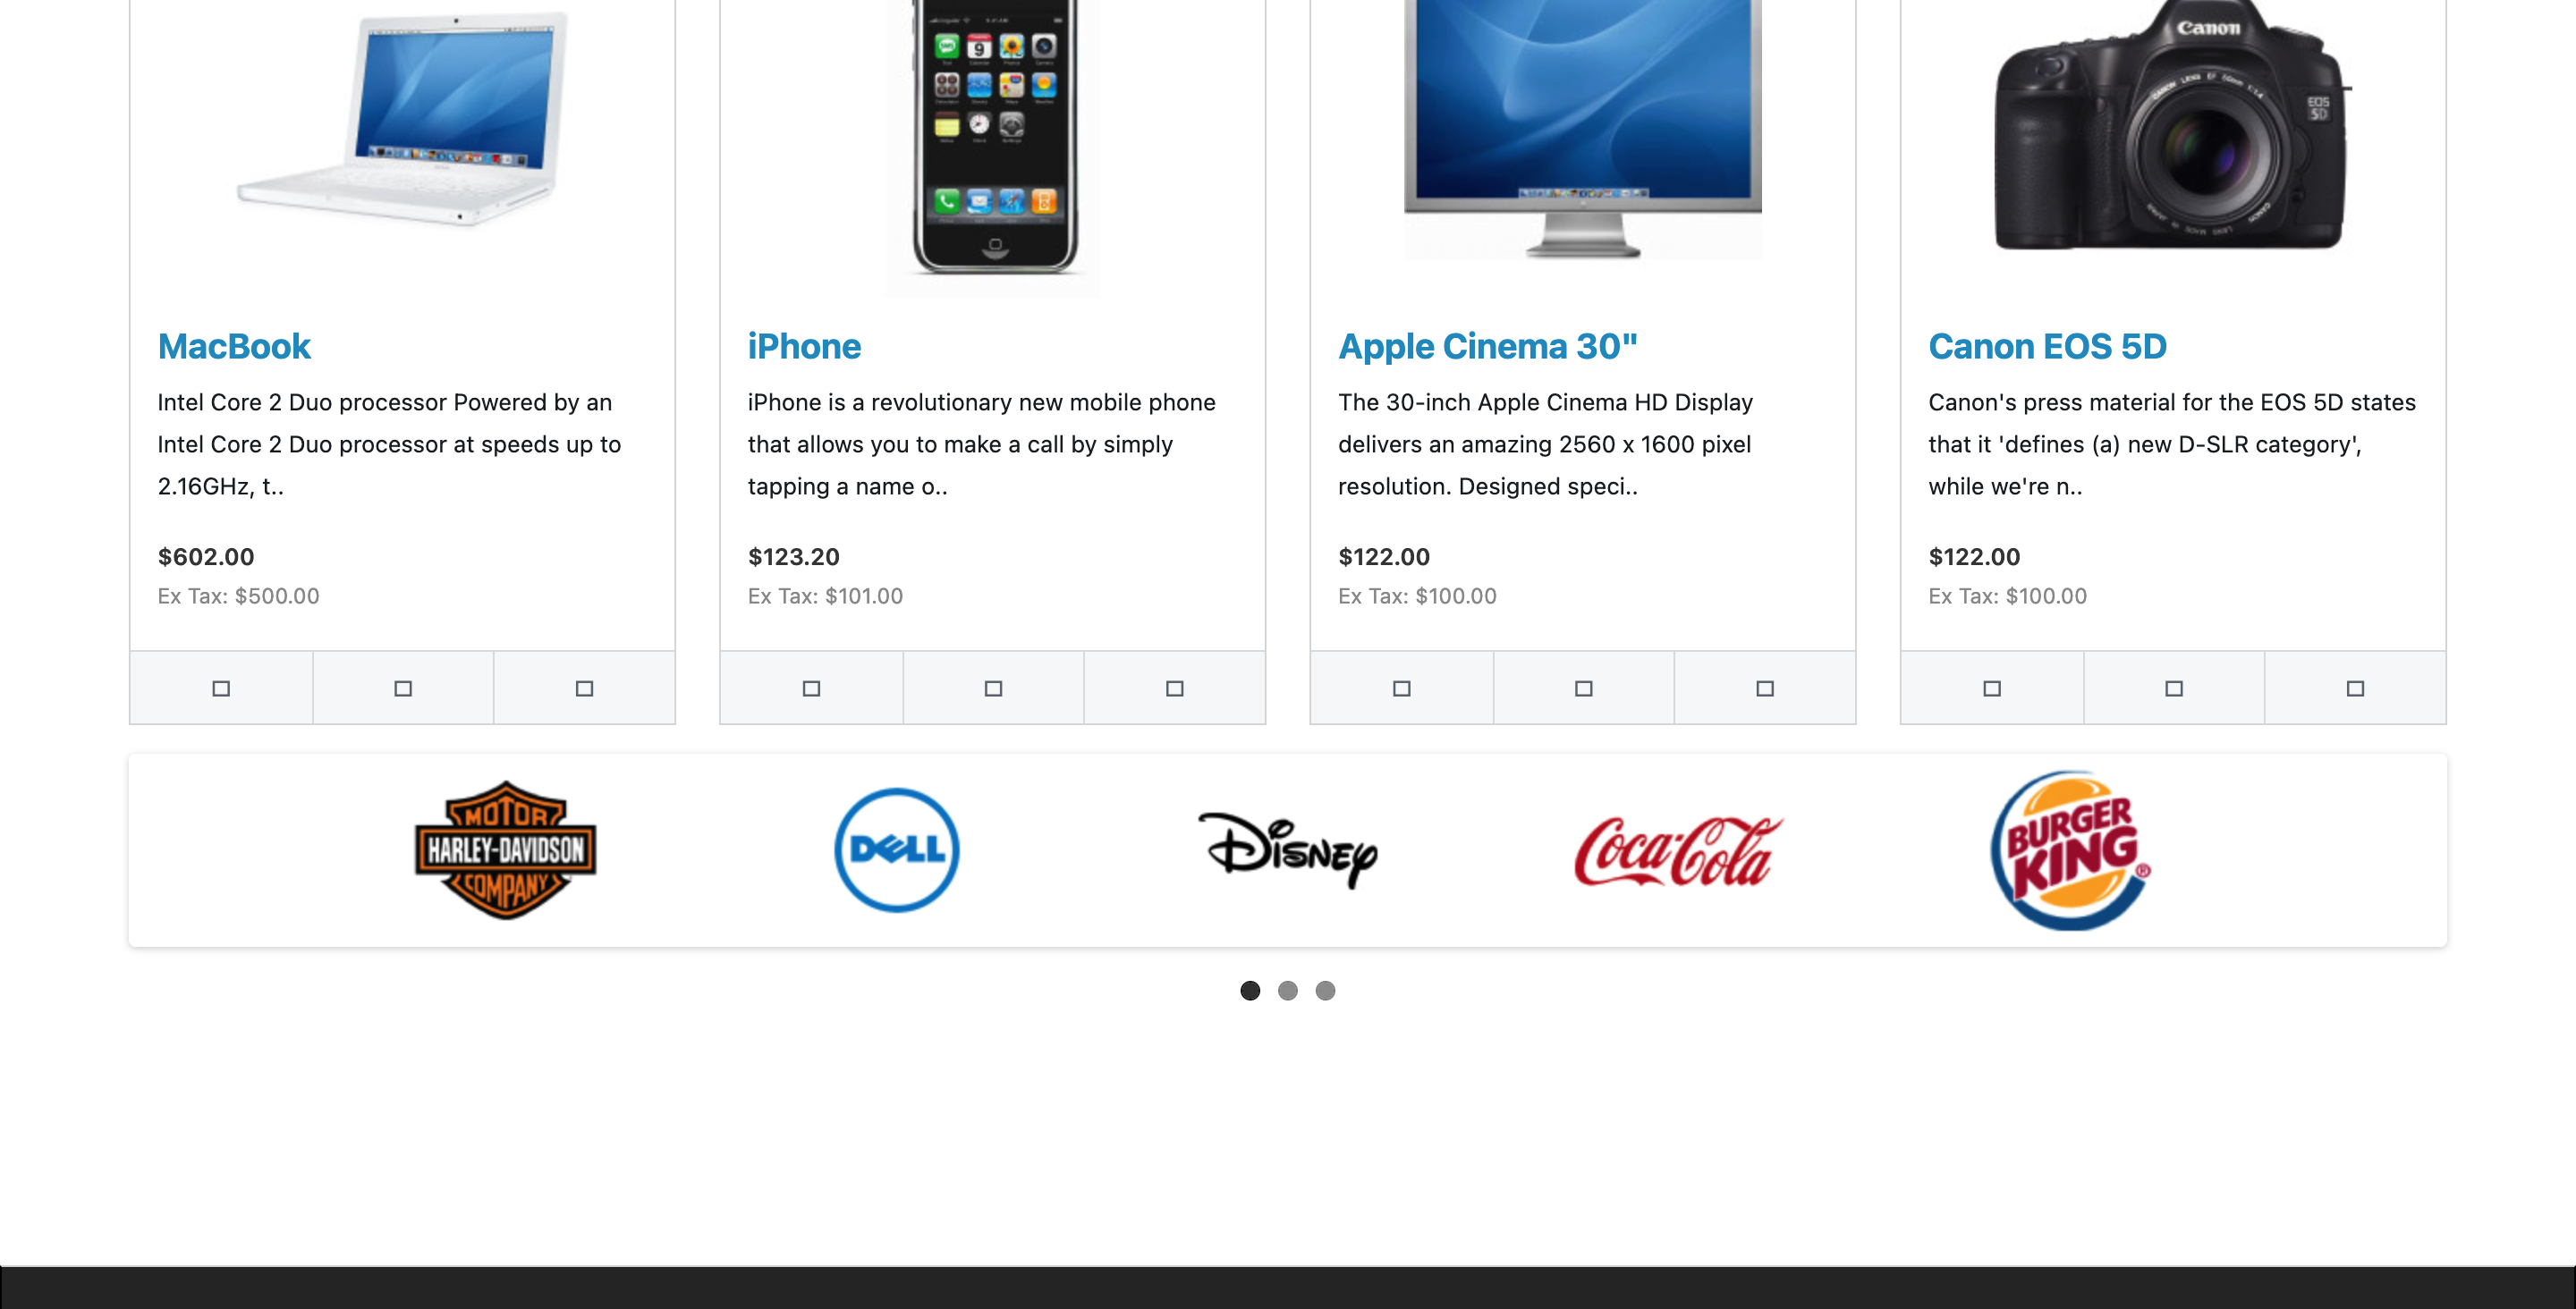 Canon
EOS
5D
9
MacBook
Intel Core 2 Duo processor Powered by an
Intel Core 2 Duo processor at speeds up to
2.16GHz, t..
$602.00
Ex Tax: $500.00
iPhone
iPhone is a revolutionary new mobile phone
that allows you to make a call by simply
tapping a name o..
$123.20
Ex Tax: $101.00
Apple Cinema 30"
The 30-inch Apple Cinema HD Display
delivers an amazing 2560 x 1600 pixel
resolution. Designed speci..
$122.00
Ex Tax: $100.00
Canon EOS 5D
Canon's press material for the EOS 5D states
that it 'defines (a) new D-SLR category',
while we're n..
$122.00
Ex Tax: $100.00
MOTOR
HARLEY-DAVIDSON
COMPANY
DELL
Disney
Coca-Cola
BURGER
KING®